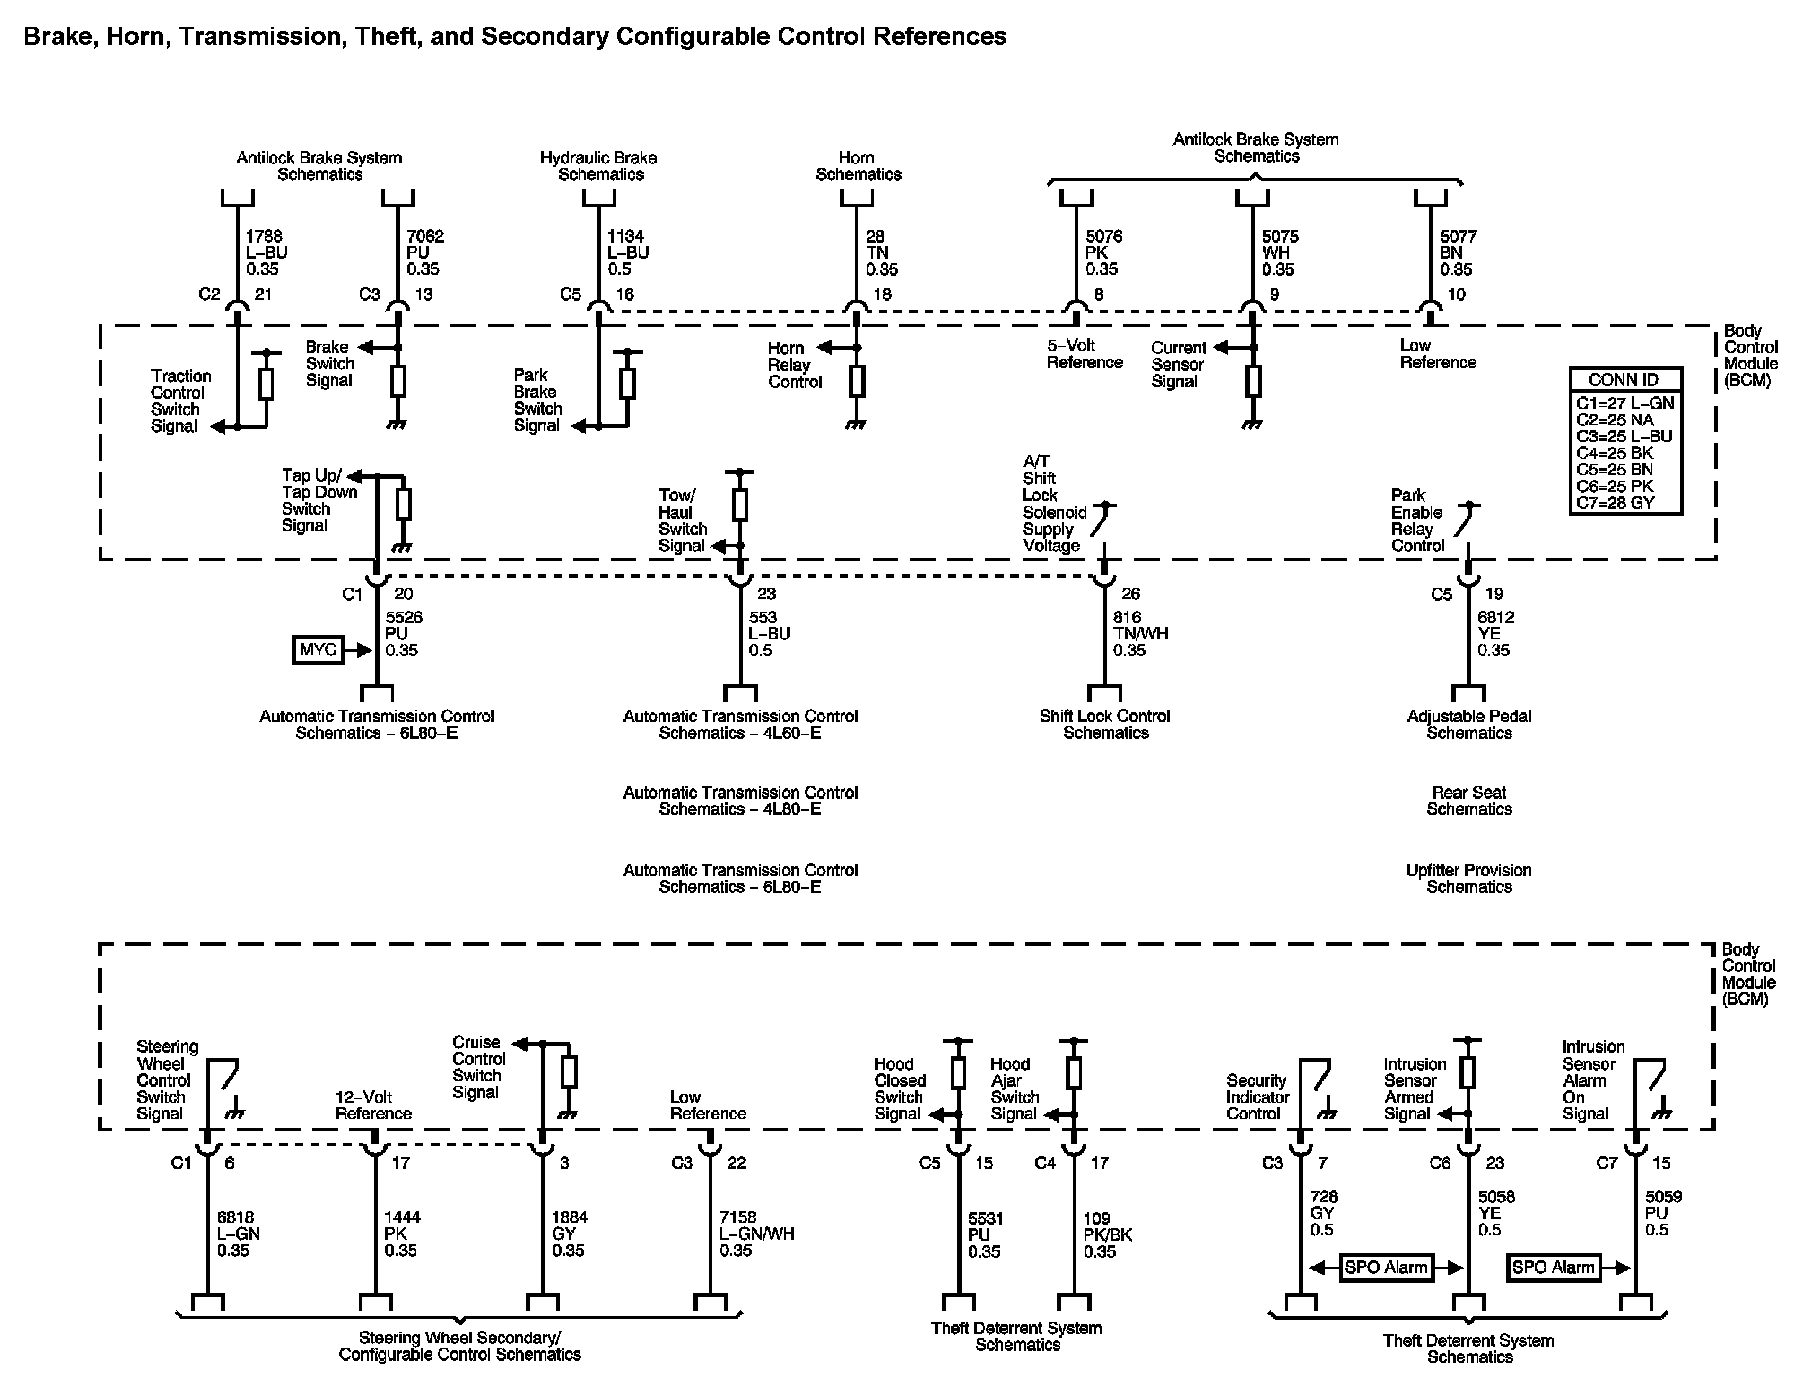 Brake, Horn, Transmission, Theft, and Secondary Configurable Control References
Antilock Brake System
Schematics
Hydraulic Brake
Schematics
Horn
Schematics
Antilock Brake System
Schematics
1788
L-BU
0.35
7062
PU
0.35
1134
L-BU
0.5
28
TN
0.35
5076
PK
0.35
5075
WH
0.35
5077
BN
0.35
C2 21
C3 13
C5 16
18
8
9
10
Body
Control
Module
(BCM)
Traction
Control
Switch
Signal
Brake
Switch
Signal
Park
Brake
Switch
Signal
Horn
Relay
Control
5-Volt
Reference
Current
Sensor
Signal
Low
Reference
CONN ID
C1=27 L-GN
C2=25 NA
C3=25 L-BU
C4=25 BK
C5=25 BN
C6=25 PK
C7=28 GY
Tap Up/
Tap Down
Switch
Signal
Tow/
Haul
Switch
Signal
A/T
Shift
Lock
Solenoid
Supply
Voltage
Park
Enable
Relay
Control
C1 20
23
26
C5 19
5526
PU
0.35
MYC
553
L-BU
0.5
816
TN/WH
0.35
6812
YE
0.35
Automatic Transmission Control
Schematics - 6L80-E
Automatic Transmission Control
Schematics - 4L60-E
Shift Lock Control
Schematics
Adjustable Pedal
Schematics
Automatic Transmission Control
Schematics - 4L80-E
Rear Seat
Schematics
Automatic Transmission Control
Schematics - 6L80-E
Upfitter Provision
Schematics
Body
Control
Module
(BCM)
Steering
Wheel
Control
Switch
Signal
12-Volt
Reference
Cruise
Control
Switch
Signal
Low
Reference
Hood
Closed
Switch
Signal
Hood
Ajar
Switch
Signal
Security
Indicator
Control
Intrusion
Sensor
Armed
Signal
Intrusion
Sensor
Alarm
On
Signal
C1 6
17
3
C3 22
C5 15
C4 17
C3 7
C6 23
C7 15
6818
L-GN
0.35
1444
PK
0.35
1884
GY
0.35
7158
L-GN/WH
0.35
5531
PU
0.35
109
PK/BK
0.35
728
GY
0.5
5058
YE
0.5
5059
PU
0.5
SPO Alarm
SPO Alarm
Steering Wheel Secondary/
Configurable Control Schematics
Theft Deterrent System
Schematics
Theft Deterrent System
Schematics